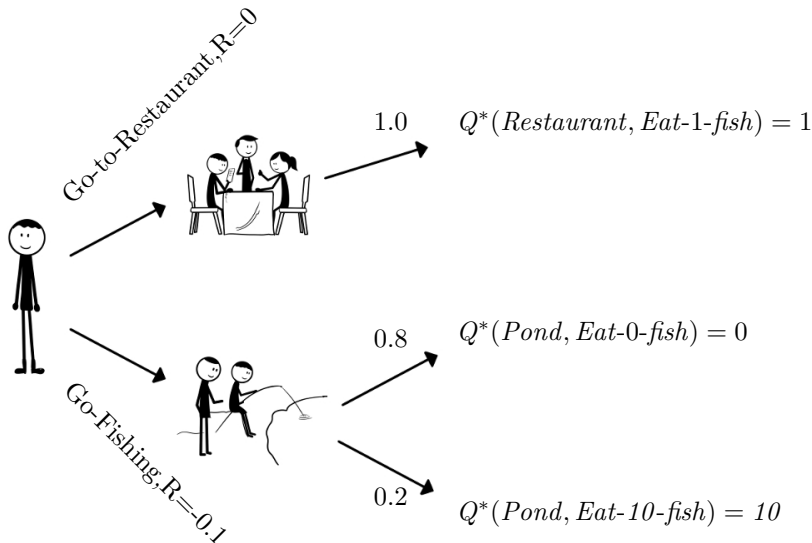 Go-to-Restaurant,R=0
1.0
Q*(Restaurant, Eat-1-fish) = 1
0.8
Q*(Pond, Eat-0-fish) = 0
Go-Fishing,R=-0.1
0.2
Q*(Pond, Eat-10-fish) = 10